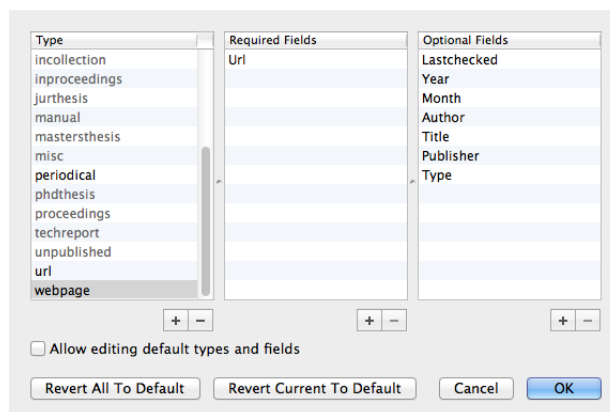 Type
Required Fields
Optional Fields
incollection
inproceedings
jurthesis
manual
mastersthesis
misc
periodical
phdthesis
proceedings
techreport
unpublished
url
webpage
Url
Lastchecked
Year
Month
Author
Title
Publisher
Type
+ −
+ −
+ −
Allow editing default types and fields
Revert All To Default
Revert Current To Default
Cancel
OK